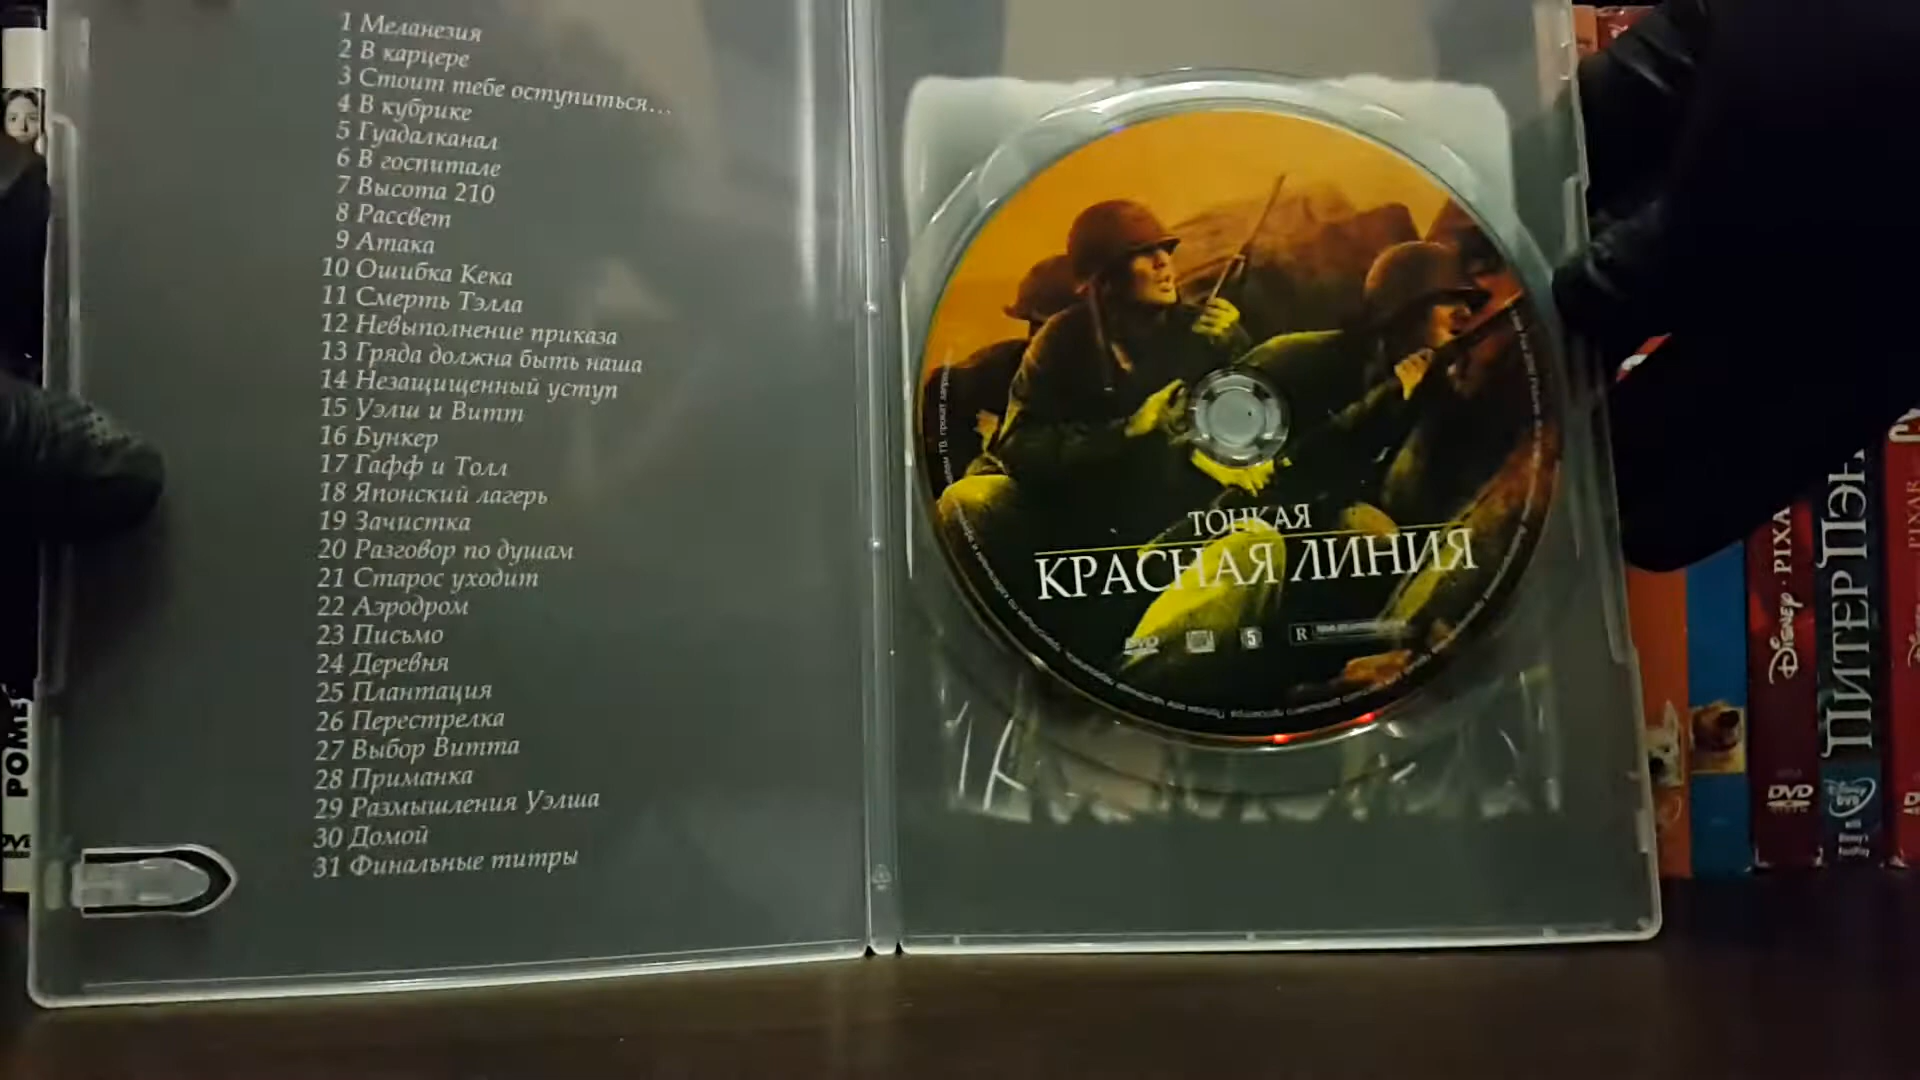 1 Меланезия
2 В карцере
3 Стоит тебе оступиться...
4 В кубрике
5 Гуадалканал
6 В госпитале
7 Высота 210
8 Рассвет
9 Атака
10 Ошибка Кека
11 Смерть Тэлла
12 Невыполнение приказа
13 Гряда должна быть наша
14 Незащищенный уступ
15 Уэлш и Витт
16 Бункер
17 Гафф и Толл
18 Японский лагерь
19 Зачистка
20 Разговор по душам
21 Старос уходит
22 Аэродром
23 Письмо
24 Деревня
25 Плантация
26 Перестрелка
27 Выбор Витта
28 Приманка
29 Размышления Уэлша
30 Домой
31 Финальные титры
ТОНКАЯ
КРАСНАЯ ЛИНИЯ
DVD
5
R
Disney · PIXA
DVD
ПИТЕР ПЭН
Disney
DVD
PIXAR